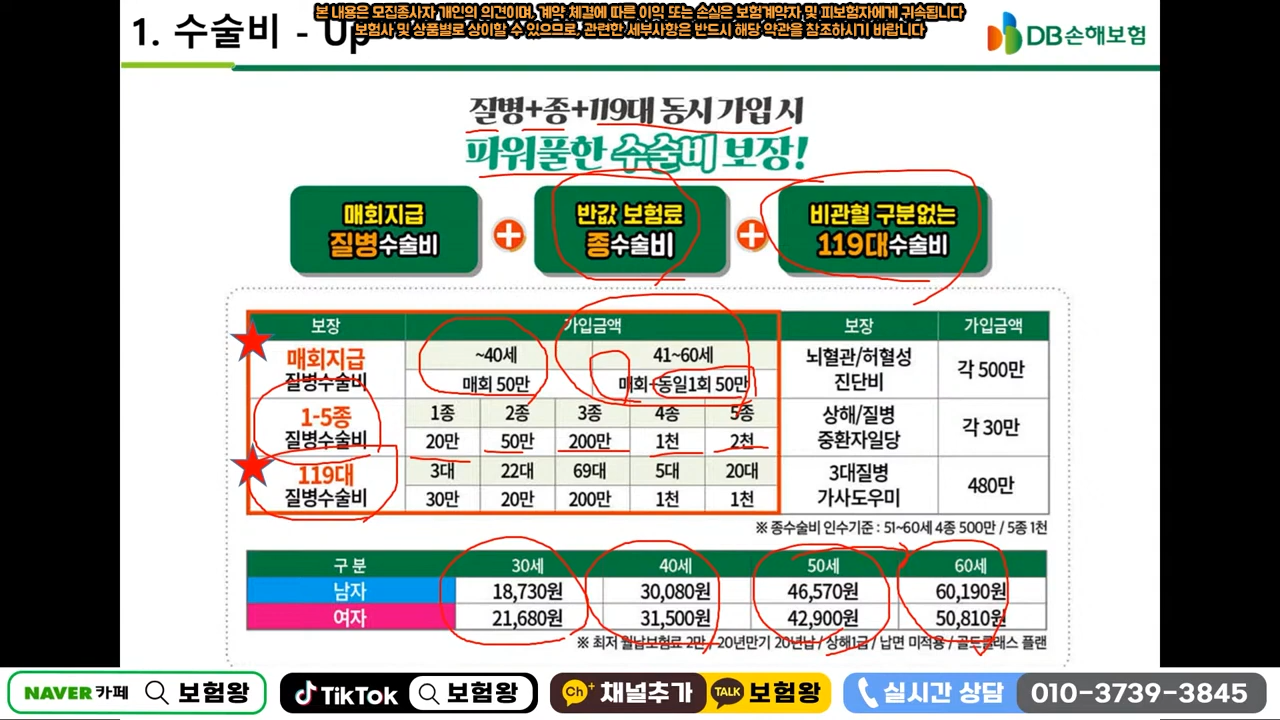 본 내용은 모집종사자 개인의 의견이며, 계약 체결에 따른 이익 또는 손실은 보험계약자 및 피보험자에게 귀속됩니다
보험사 및 상품별로 상이할 수 있으므로, 관련한 세부사항은 반드시 해당 약관을 참조하시기 바랍니다
1. 수술비 - Up
DB손해보험
질병+종+119대 동시 가입 시
파워풀한 수술비 보장!
매회지급 질병수술비
반값 보험료 종수술비
비관혈 구분없는 119대수술비
보장 가입금액 보장 가입금액
매회지급 질병수술비 ~40세 41~60세 뇌혈관/허혈성 진단비 각 500만
매회 50만 매회+동일1회 50만
1-5종 질병수술비 1종 2종 3종 4종 5종 상해/질병 중환자일당 각 30만
20만 50만 200만 1천 2천
119대 질병수술비 3대 22대 69대 5대 20대 3대질병 가사도우미 480만
30만 20만 200만 1천 1천
※ 종수술비 인수기준 : 51~60세 4종 500만 / 5종 1천
구 분 30세 40세 50세 60세
남자 18,730원 30,080원 46,570원 60,190원
여자 21,680원 31,500원 42,900원 50,810원
※ 최저 월납보험료 2만 / 20년만기 20년납 / 상해1급 / 납면 미적용 / 골드클래스 플랜
NAVER 카페 보험왕
TikTok 보험왕
Ch+ 채널추가 TALK 보험왕
실시간 상담 010-3739-3845